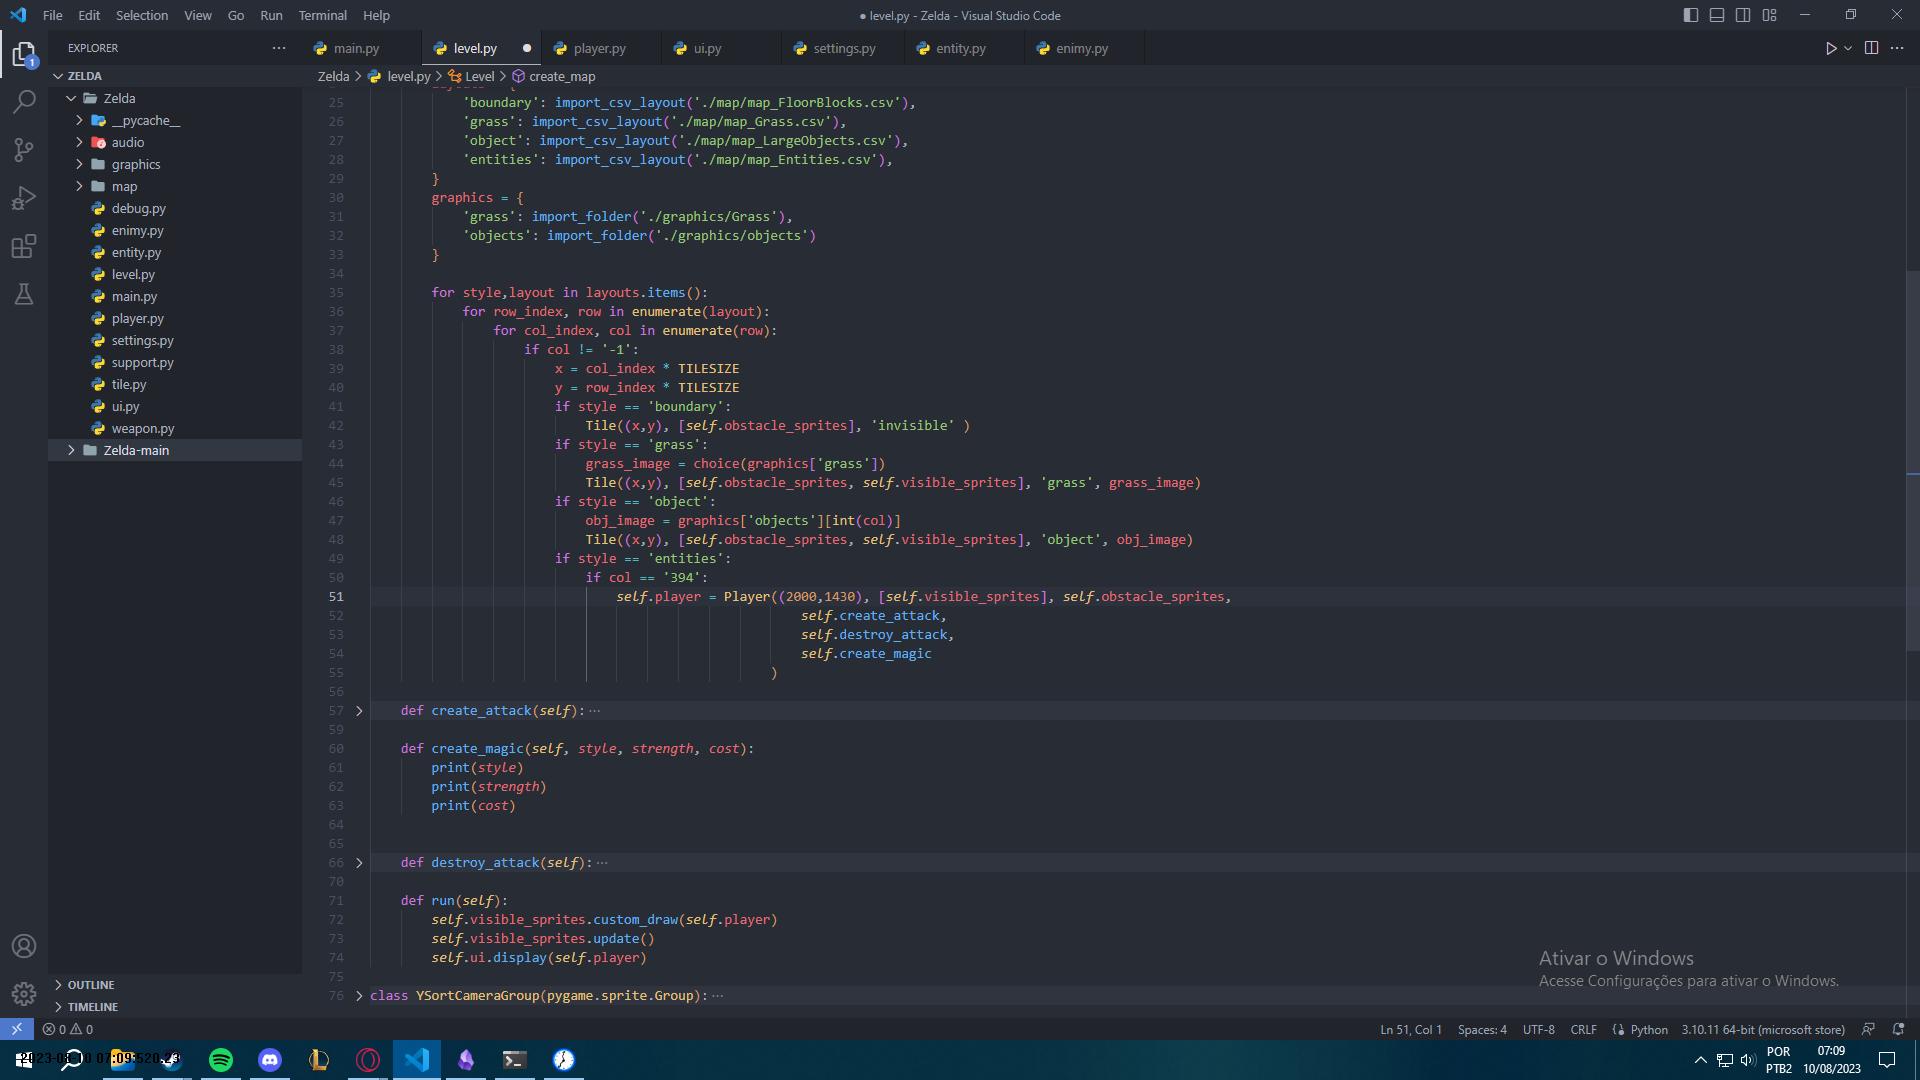 File Edit Selection View Go Run Terminal Help
● level.py - Zelda - Visual Studio Code
EXPLORER
main.py level.py player.py ui.py settings.py entity.py enimy.py
ZELDA
Zelda > level.py > Level > create_map
Zelda
__pycache__
audio
graphics
map
debug.py
enimy.py
entity.py
level.py
main.py
player.py
settings.py
support.py
tile.py
ui.py
weapon.py
Zelda-main
OUTLINE
TIMELINE
25 'boundary': import_csv_layout('./map/map_FloorBlocks.csv'),
26 'grass': import_csv_layout('./map/map_Grass.csv'),
27 'object': import_csv_layout('./map/map_LargeObjects.csv'),
28 'entities': import_csv_layout('./map/map_Entities.csv'),
29 }
30 graphics = {
31 'grass': import_folder('./graphics/Grass'),
32 'objects': import_folder('./graphics/objects')
33 }
34
35 for style,layout in layouts.items():
36 for row_index, row in enumerate(layout):
37 for col_index, col in enumerate(row):
38 if col != '-1':
39 x = col_index * TILESIZE
40 y = row_index * TILESIZE
41 if style == 'boundary':
42 Tile((x,y), [self.obstacle_sprites], 'invisible' )
43 if style == 'grass':
44 grass_image = choice(graphics['grass'])
45 Tile((x,y), [self.obstacle_sprites, self.visible_sprites], 'grass', grass_image)
46 if style == 'object':
47 obj_image = graphics['objects'][int(col)]
48 Tile((x,y), [self.obstacle_sprites, self.visible_sprites], 'object', obj_image)
49 if style == 'entities':
50 if col == '394':
51 self.player = Player((2000,1430), [self.visible_sprites], self.obstacle_sprites,
52 self.create_attack,
53 self.destroy_attack,
54 self.create_magic
55 )
56
57 def create_attack(self): ···
59
60 def create_magic(self, style, strength, cost):
61 print(style)
62 print(strength)
63 print(cost)
64
65
66 def destroy_attack(self): ···
70
71 def run(self):
72 self.visible_sprites.custom_draw(self.player)
73 self.visible_sprites.update()
74 self.ui.display(self.player)
75
76 class YSortCameraGroup(pygame.sprite.Group): ···
Ativar o Windows
Acesse Configurações para ativar o Windows.
0 0
Ln 51, Col 1 Spaces: 4 UTF-8 CRLF Python 3.10.11 64-bit (microsoft store)
POR
PTB2
07:09
10/08/2023